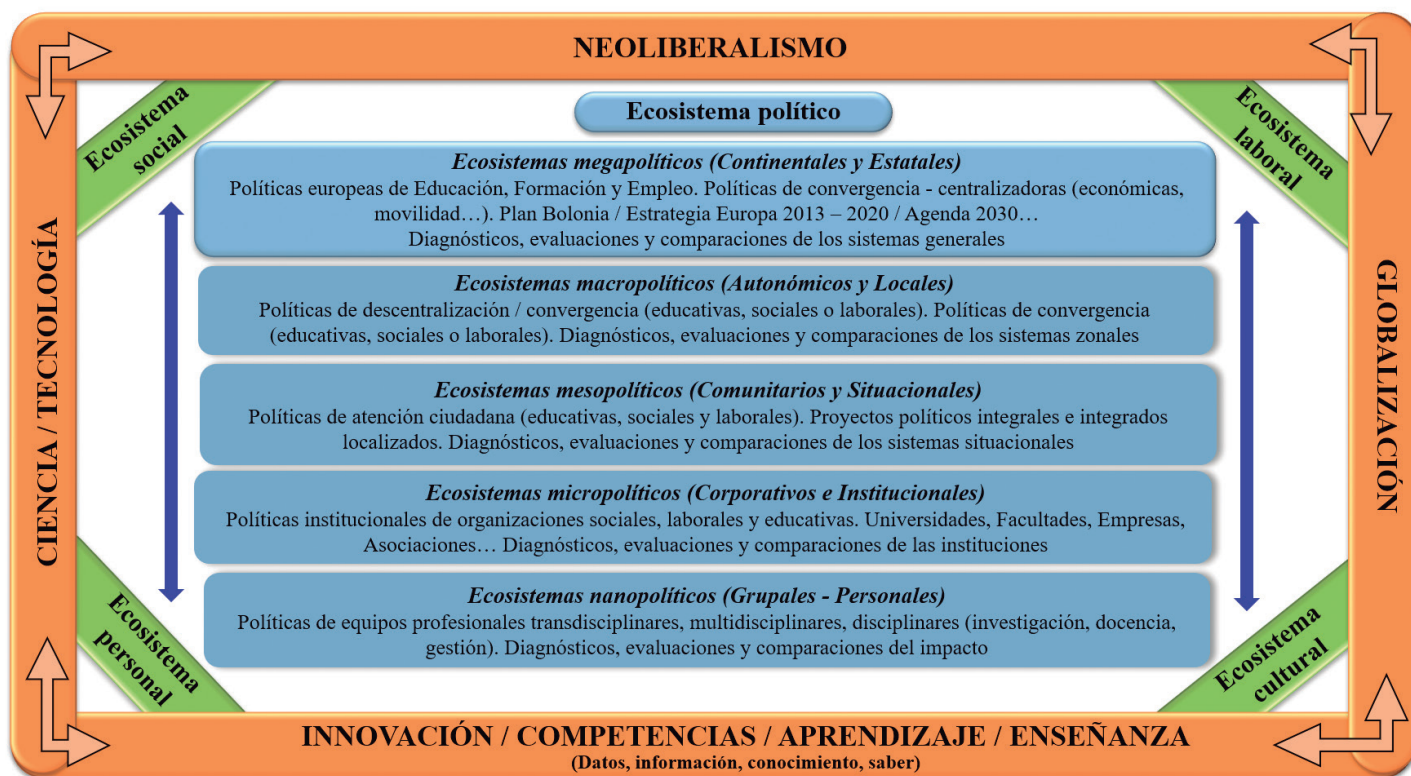 NEOLIBERALISMO
Ecosistema
social
Ecosistema
laboral
Ecosistema político
Ecosistemas megapolíticos (Continentales y Estatales)
Políticas europeas de Educación, Formación y Empleo. Políticas de convergencia - centralizadoras (económicas,
movilidad…). Plan Bolonia / Estrategia Europa 2013 – 2020 / Agenda 2030…
Diagnósticos, evaluaciones y comparaciones de los sistemas generales
Ecosistemas macropolíticos (Autonómicos y Locales)
Políticas de descentralización / convergencia (educativas, sociales o laborales). Políticas de convergencia
(educativas, sociales o laborales). Diagnósticos, evaluaciones y comparaciones de los sistemas zonales
Ecosistemas mesopolíticos (Comunitarios y Situacionales)
Políticas de atención ciudadana (educativas, sociales y laborales). Proyectos políticos integrales e integrados
localizados. Diagnósticos, evaluaciones y comparaciones de los sistemas situacionales
Ecosistemas micropolíticos (Corporativos e Institucionales)
Políticas institucionales de organizaciones sociales, laborales y educativas. Universidades, Facultades, Empresas,
Asociaciones… Diagnósticos, evaluaciones y comparaciones de las instituciones
Ecosistemas nanopolíticos (Grupales - Personales)
Políticas de equipos profesionales transdisciplinares, multidisciplinares, disciplinares (investigación, docencia,
gestión). Diagnósticos, evaluaciones y comparaciones del impacto
CIENCIA / TECNOLOGÍA
GLOBALIZACIÓN
Ecosistema
personal
Ecosistema
cultural
INNOVACIÓN / COMPETENCIAS / APRENDIZAJE / ENSEÑANZA
(Datos, información, conocimiento, saber)